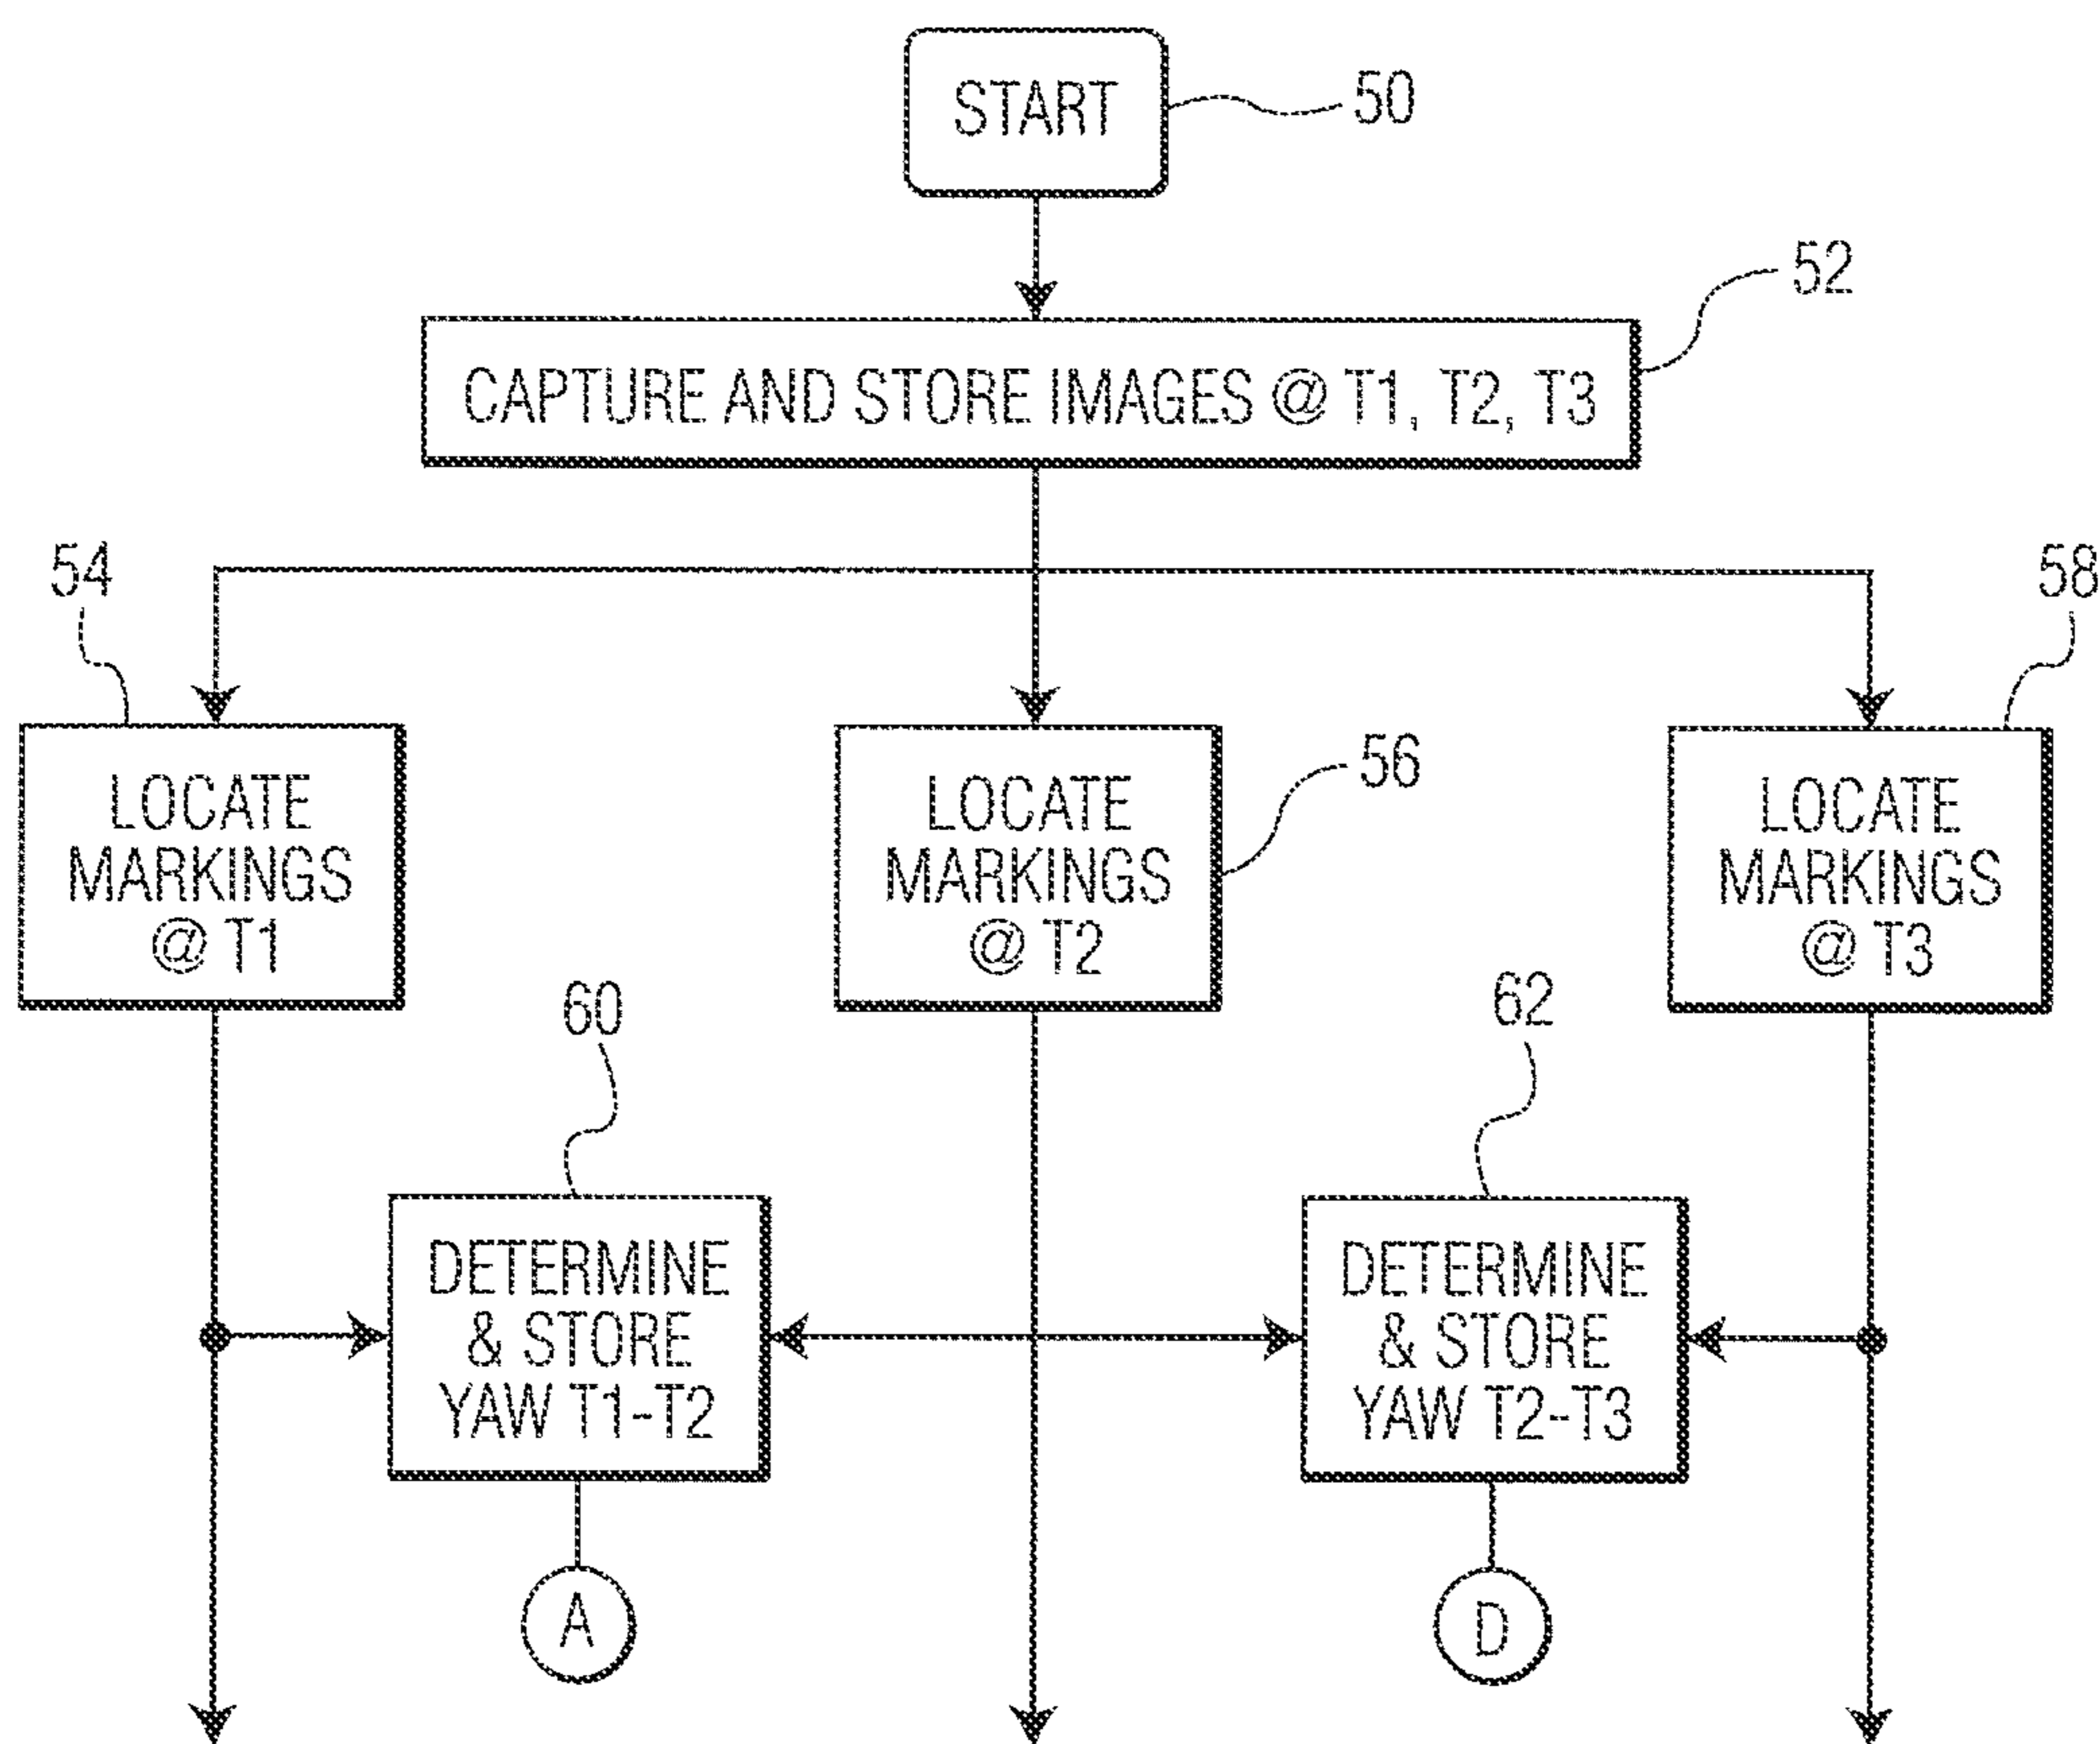 START
50
52
CAPTURE AND STORE IMAGES @ T1, T2, T3
54
58
LOCATE
MARKINGS
@ T1
LOCATE
MARKINGS
@ T2
56
LOCATE
MARKINGS
@ T3
60
62
DETERMINE
& STORE
YAW T1-T2
DETERMINE
& STORE
YAW T2-T3
A
D